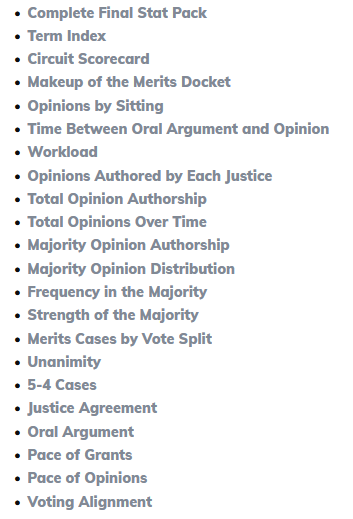 Complete Final Stat Pack
Term Index
Circuit Scorecard
Makeup of the Merits Docket
Opinions by Sitting
Time Between Oral Argument and Opinion
Workload
Opinions Authored by Each Justice
Total Opinion Authorship
Total Opinions Over Time
Majority Opinion Authorship
Majority Opinion Distribution
Frequency in the Majority
Strength of the Majority
Merits Cases by Vote Split
Unanimity
5-4 Cases
Justice Agreement
Oral Argument
Pace of Grants
Pace of Opinions
Voting Alignment